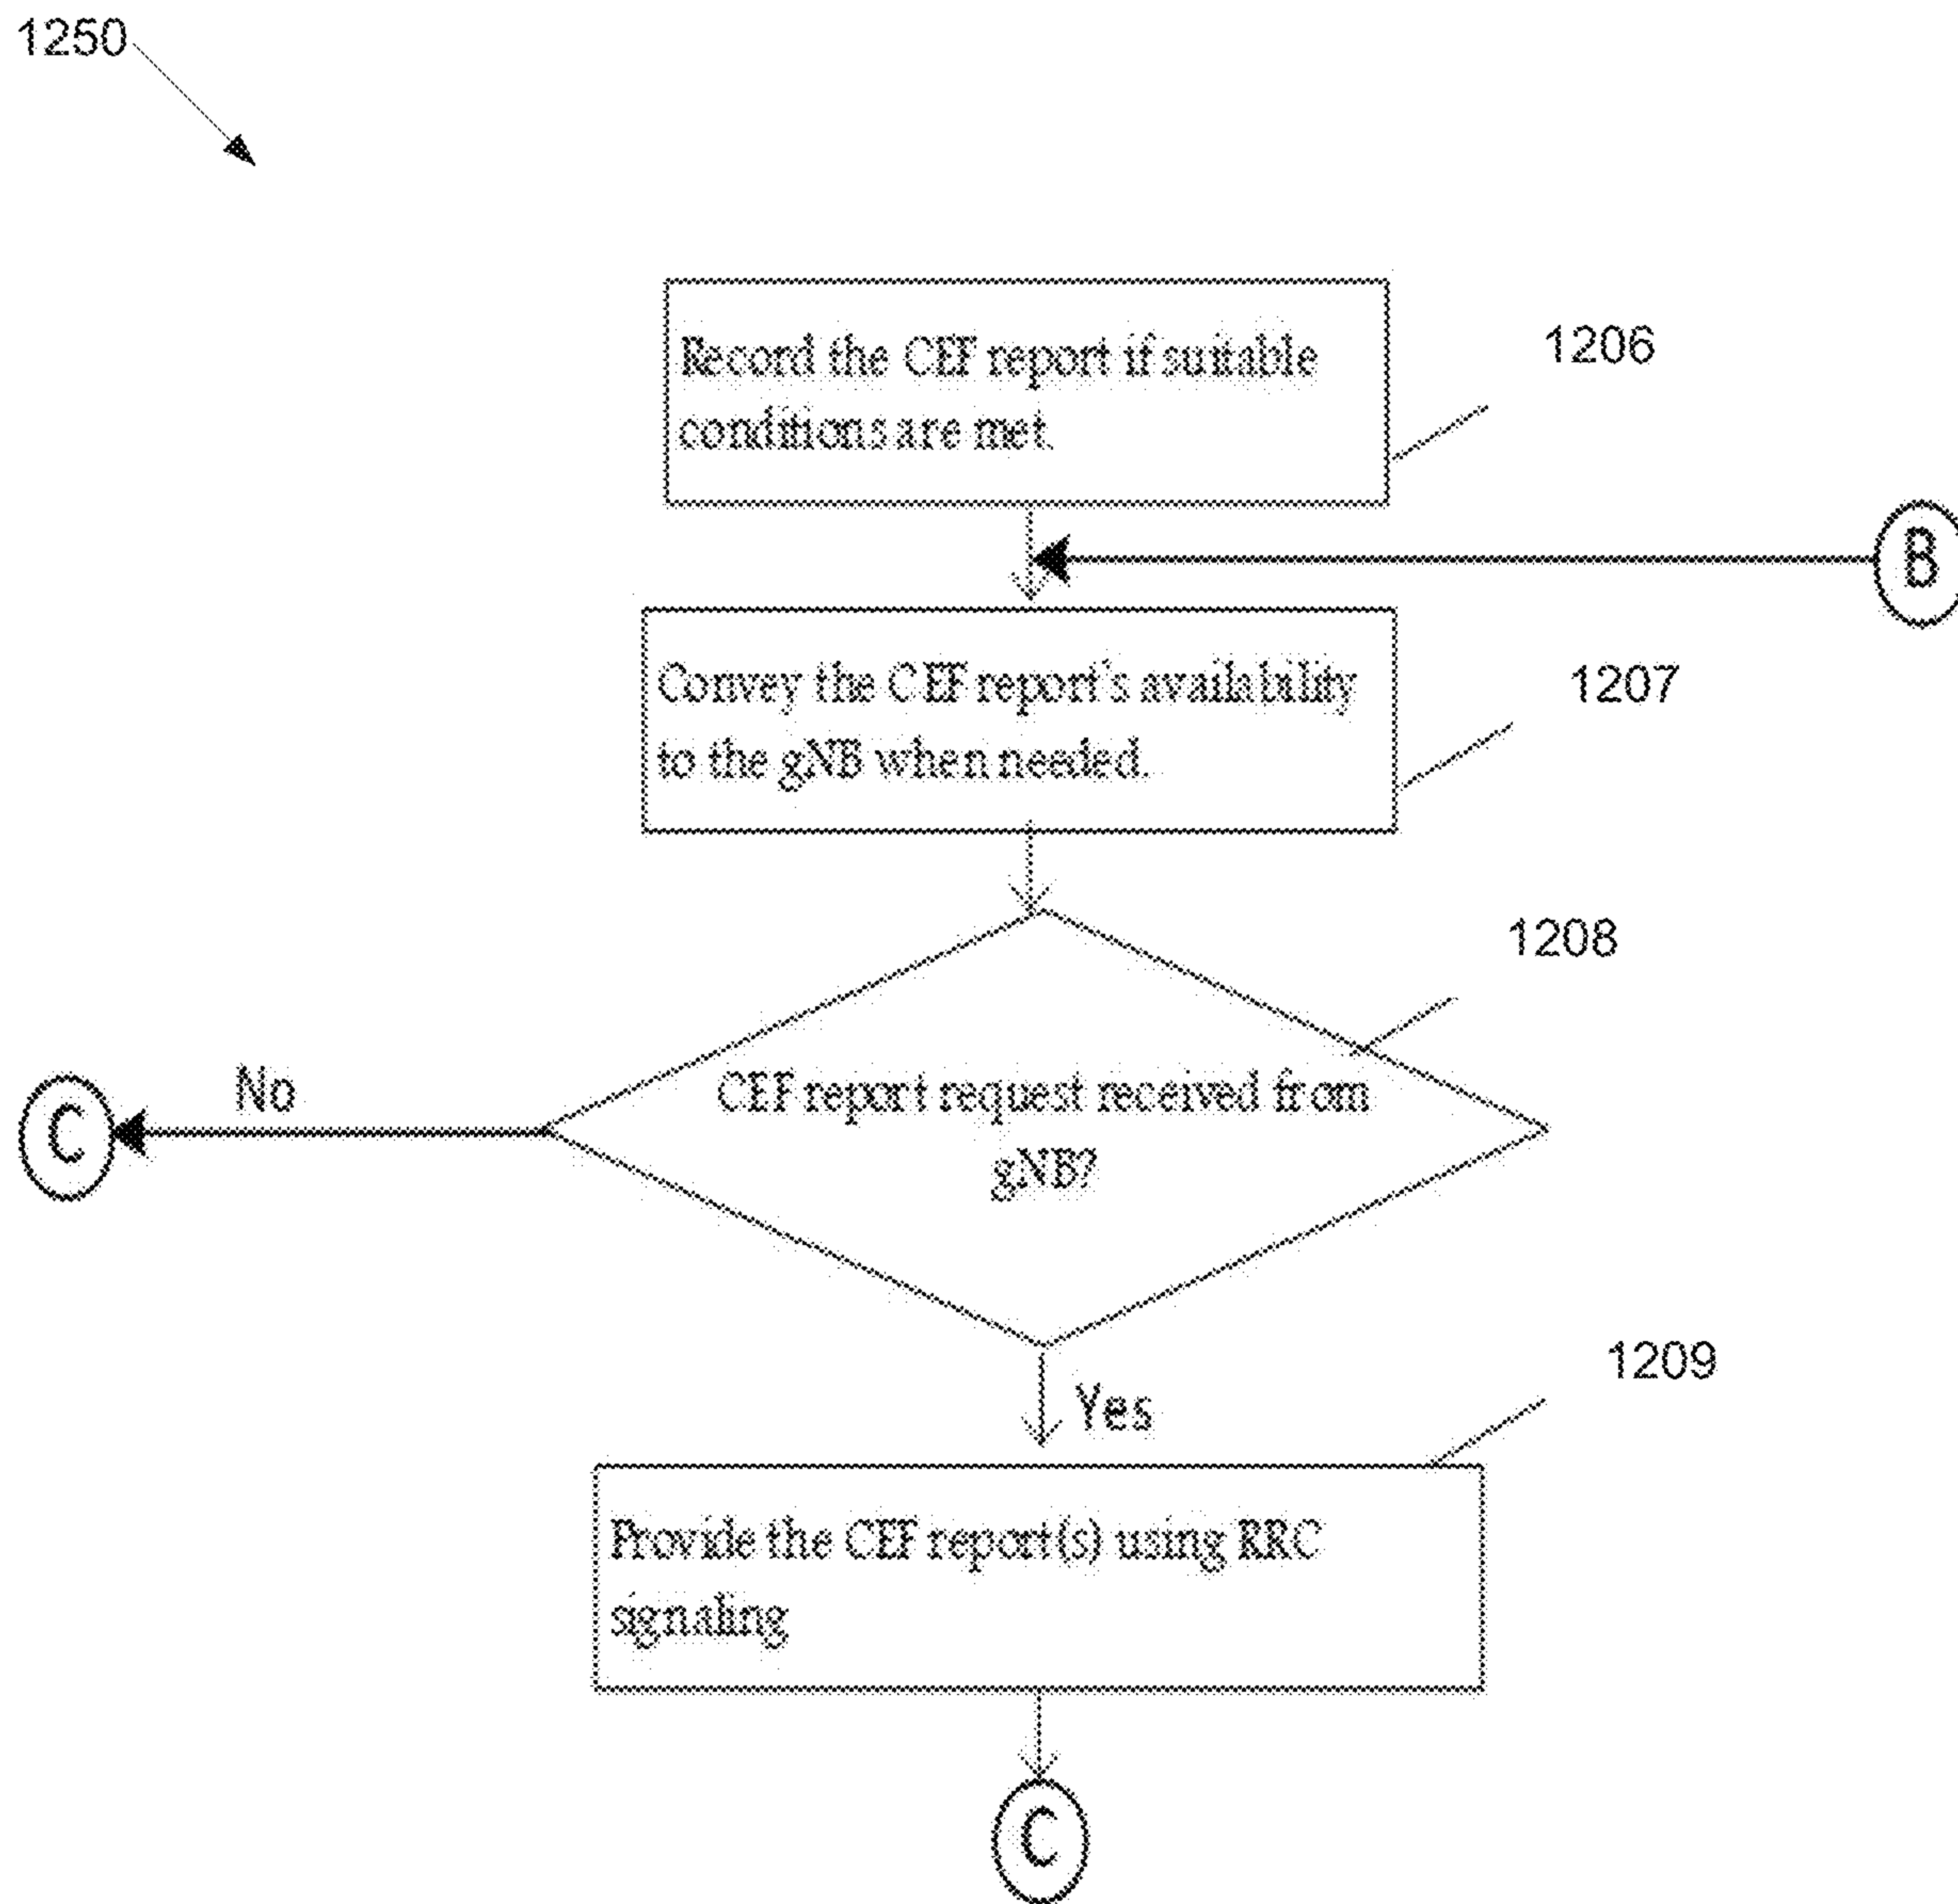 1250
Record the CEF report if suitable
conditions are met.
1206
B
Convey the CEF report's availability
to the gNB when needed.
1207
1208
CEF report request received from
gNB?
No
C
Yes
1209
Provide the CEF report(s) using RRC
signaling
C